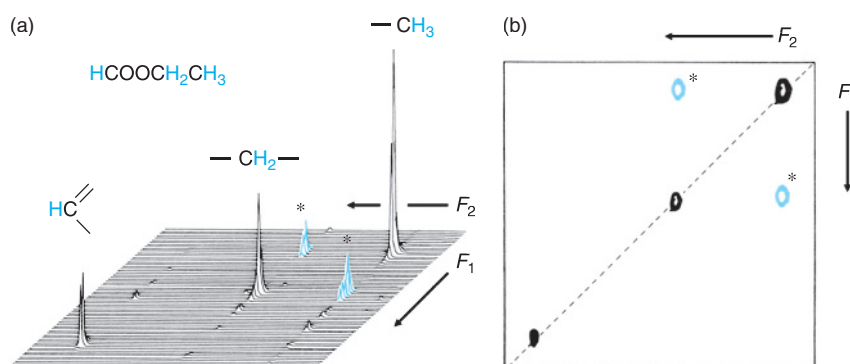 (a)
— CH3
(b)
F2
HCOOCH2CH3
*
F
— CH2 —
*
HC
*
F2
*
F1